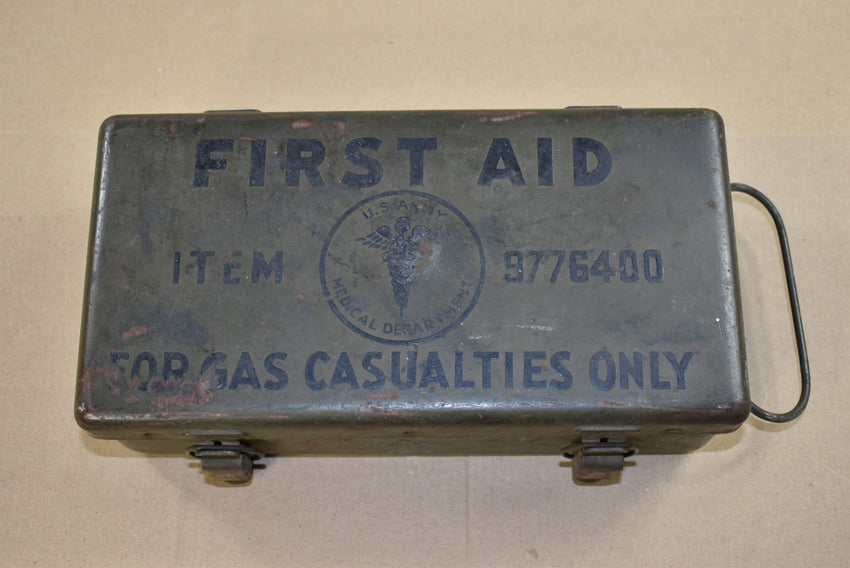 FIRST AID
U.S. ARMY
ITEM 9776400
MEDICAL DEPARTMENT
FOR GAS CASUALTIES ONLY